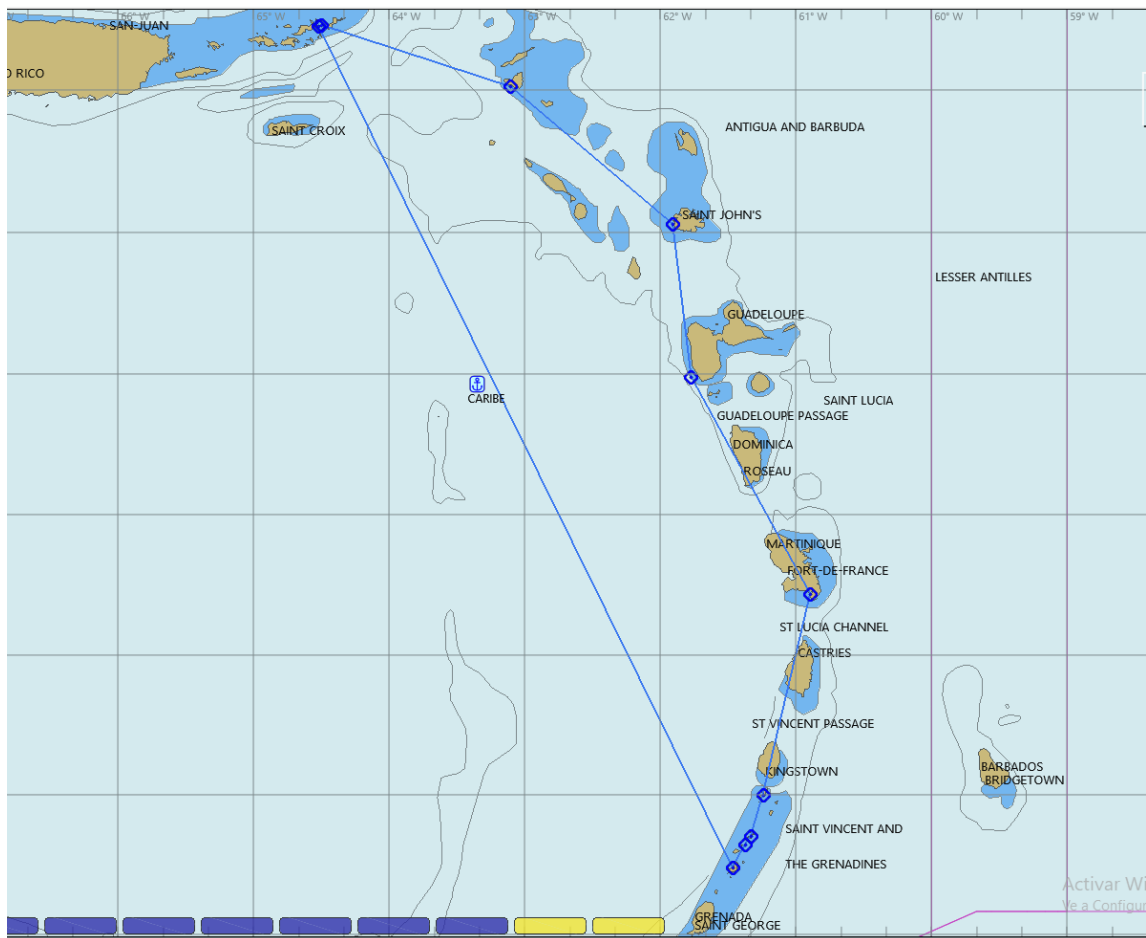 66° W
65° W
64° W
63° W
62° W
61° W
60° W
59° W
SAN-JUAN
O RICO
SAINT CROIX
ANTIGUA AND BARBUDA
SAINT JOHN'S
LESSER ANTILLES
GUADELOUPE
CARIBE
SAINT LUCIA
GUADELOUPE PASSAGE
DOMINICA
ROSEAU
MARTINIQUE
FORT-DE-FRANCE
ST LUCIA CHANNEL
CASTRIES
ST VINCENT PASSAGE
KINGSTOWN
BARBADOS
BRIDGETOWN
SAINT VINCENT AND
THE GRENADINES
Activar Wi
Ve a Configur
GRENADA
SAINT GEORGE